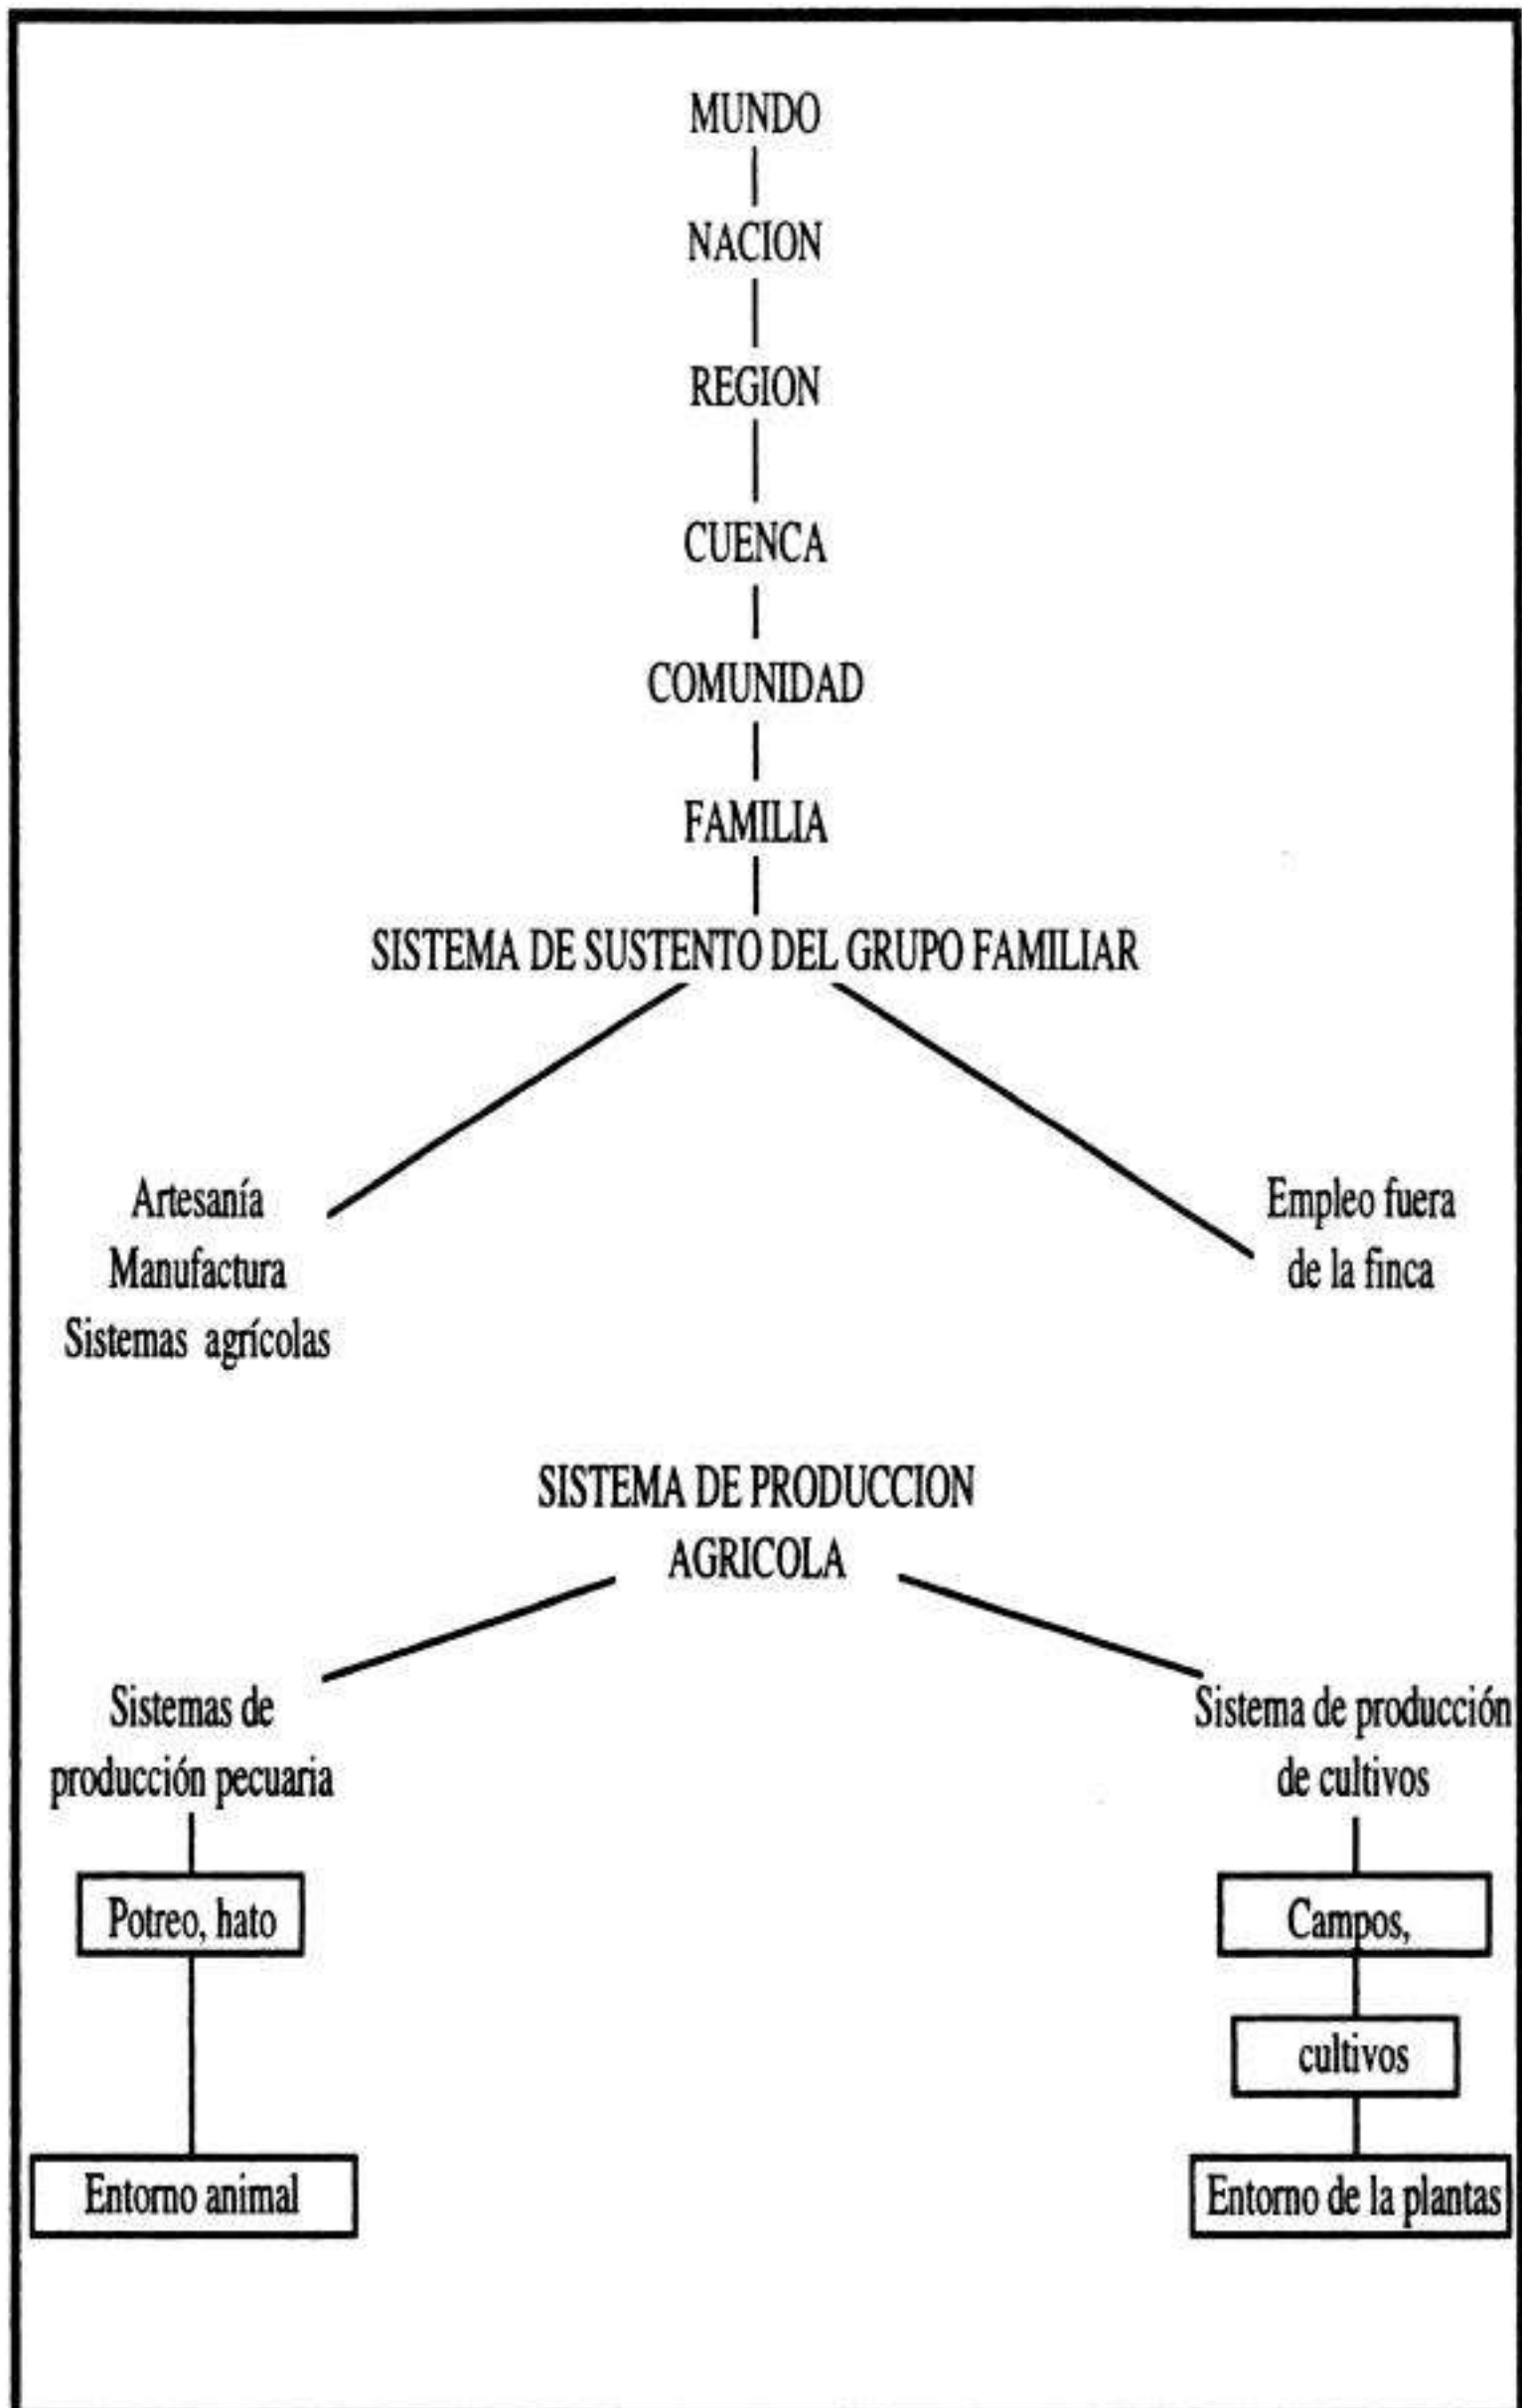 MUNDO
NACION
REGION
CUENCA
COMUNIDAD
FAMILIA
SISTEMA DE SUSTENTO DEL GRUPO FAMILIAR
Artesanía
Manufactura
Sistemas agrícolas
Empleo fuera
de la finca
SISTEMA DE PRODUCCION
AGRICOLA
Sistemas de
producción pecuaria
Potreo, hato
Entorno animal
Sistema de producción
de cultivos
Campos,
cultivos
Entorno de la plantas